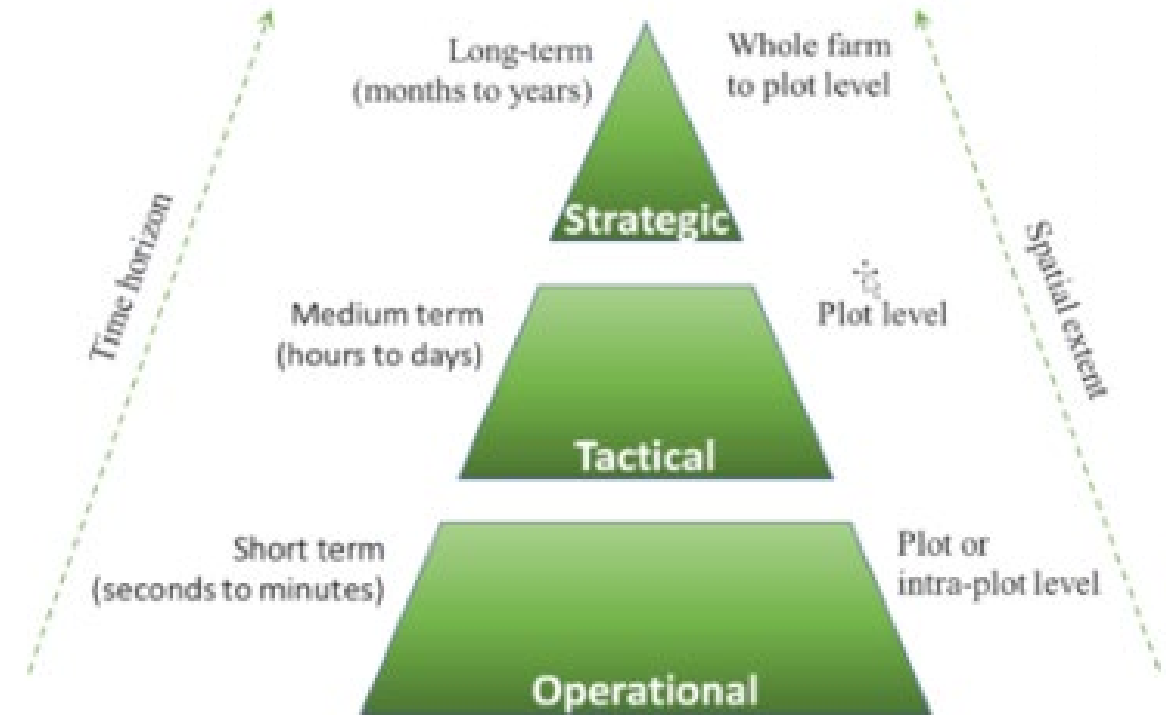 Long-term
(months to years)
Whole farm
to plot level
Strategic
Time horizon
Spatial extent
Medium term
(hours to days)
Plot level
Tactical
Short term
(seconds to minutes)
Plot or
intra-plot level
Operational